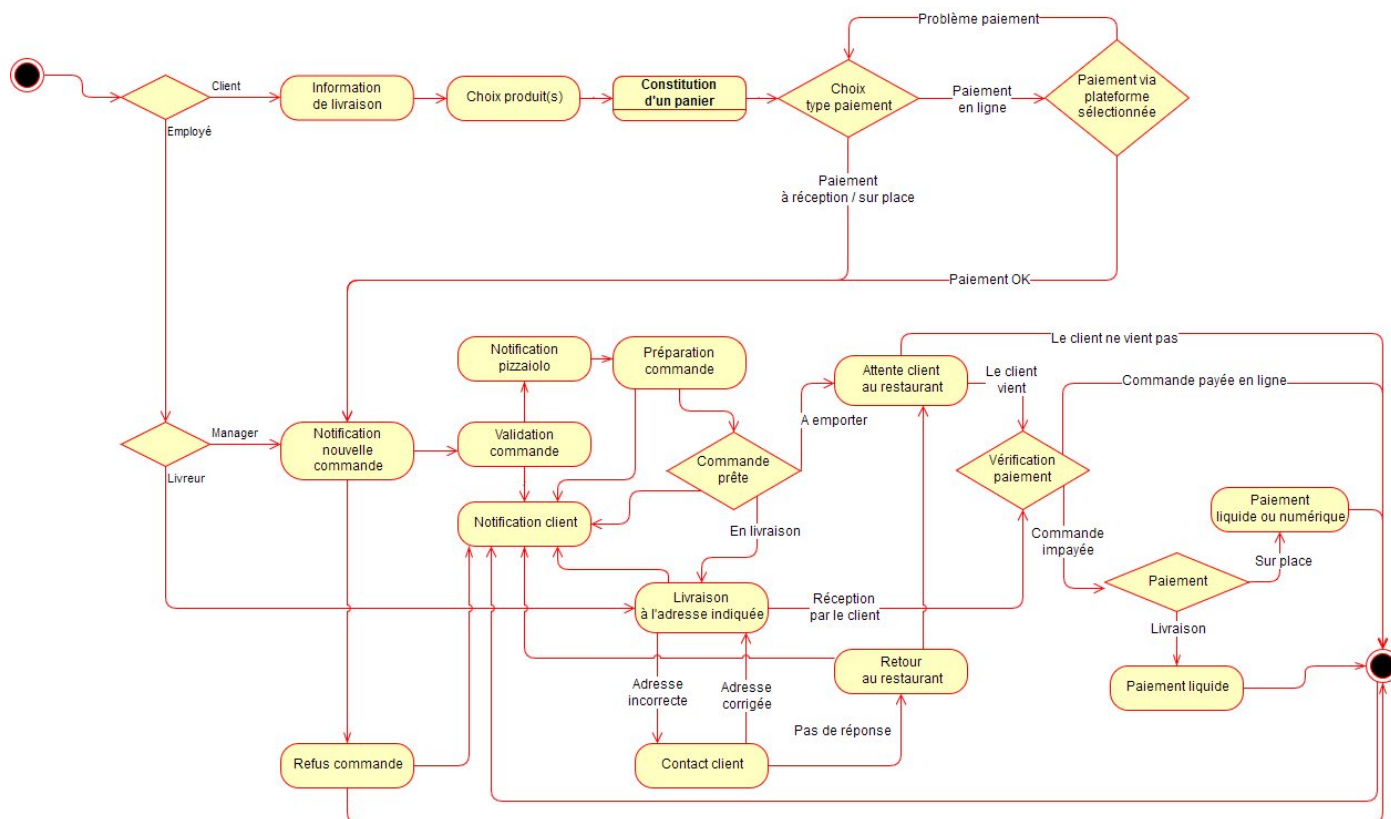 Problème paiement
Client
Information
de livraison
Choix produit(s)
Constitution
d'un panier
Choix
type paiement
Paiement
en ligne
Paiement via
plateforme
sélectionnée
Employé
Paiement
à réception / sur place
Paiement OK
Notification
pizzaiolo
Préparation
commande
Attente client
au restaurant
Le client ne vient pas
Le client
vient
Commande payée en ligne
A emporter
Manager
Notification
nouvelle
commande
Validation
commande
Commande
prête
Vérification
paiement
Livreur
Notification client
En livraison
Commande
impayée
Paiement
liquide ou numérique
Sur place
Paiement
Livraison
à l'adresse indiquée
Réception
par le client
Livraison
Retour
au restaurant
Paiement liquide
Adresse
incorrecte
Adresse
corrigée
Pas de réponse
Refus commande
Contact client